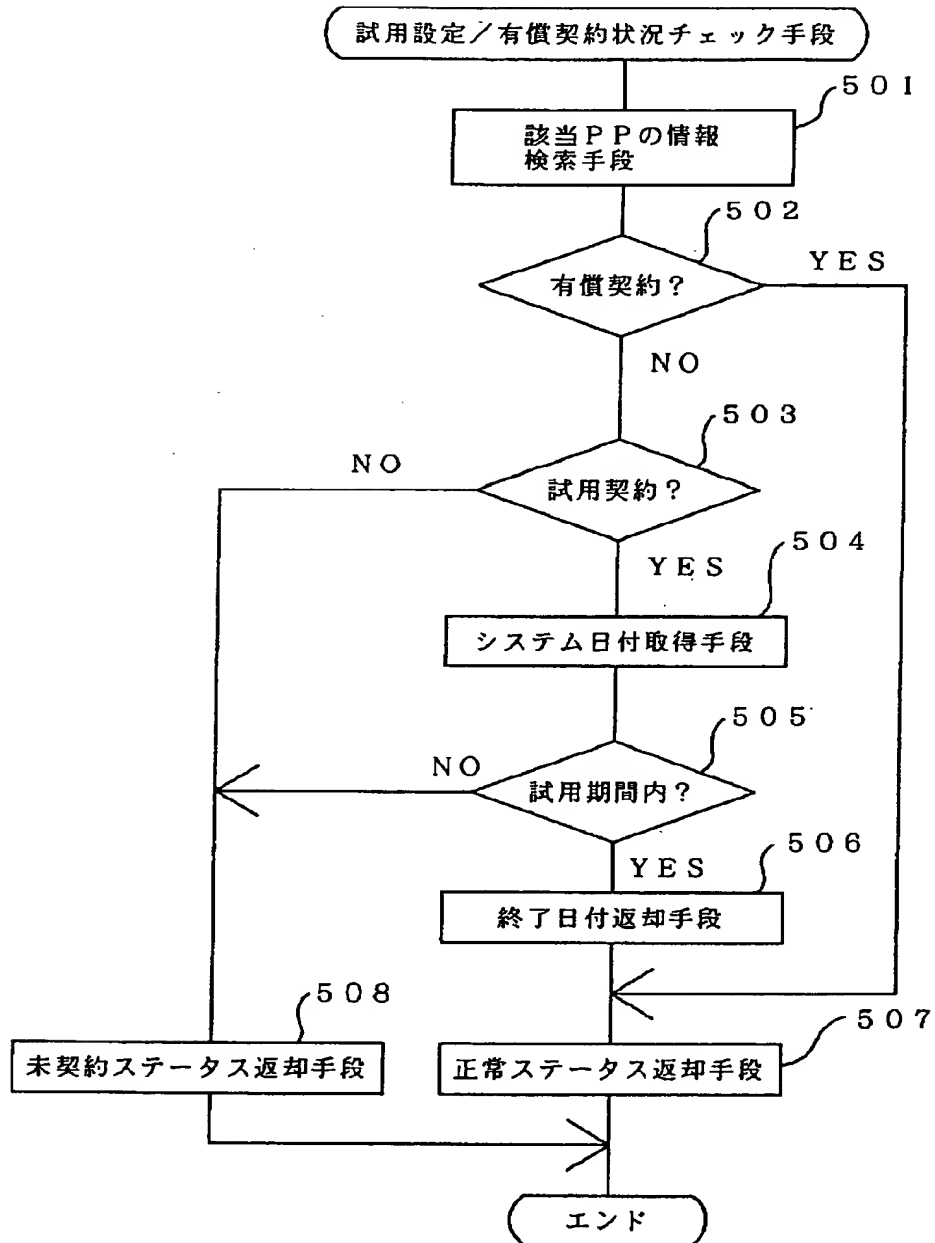 試用設定／有償契約状況チェック手段
501
該当PPの情報
検索手段
502
有償契約?
YES
NO
503
試用契約?
NO
YES
504
システム日付取得手段
505
試用期間内?
NO
YES
506
終了日付返却手段
508
未契約ステータス返却手段
507
正常ステータス返却手段
エンド